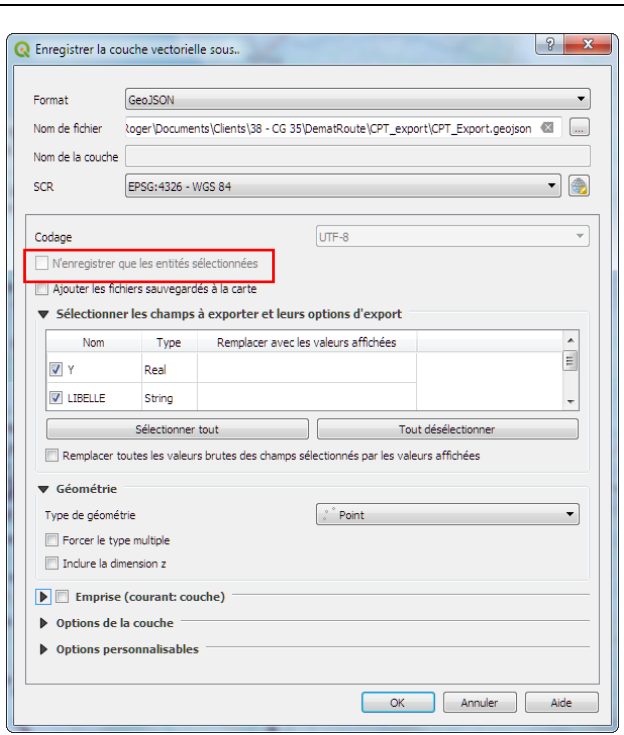 Enregistrer la couche vectorielle sous..
Format GeoJSON
Nom de fichier oger\Documents\Clients\38 - CG 35\DematRoute\CPT_export\CPT_Export.geojson ...
Nom de la couche
SCR EPSG:4326 - WGS 84
Codage UTF-8
N'enregistrer que les entités sélectionnées
Ajouter les fichiers sauvegardés à la carte
Sélectionner les champs à exporter et leurs options d'export
Nom Type Remplacer avec les valeurs affichées
Y Real
LIBELLE String
Sélectionner tout Tout désélectionner
Remplacer toutes les valeurs brutes des champs sélectionnés par les valeurs affichées
Géométrie
Type de géométrie Point
Forcer le type multiple
Inclure la dimension z
Emprise (courant: couche)
Options de la couche
Options personnalisables
OK Annuler Aide